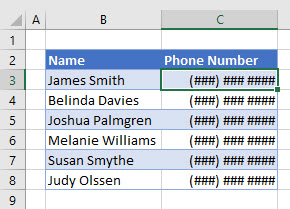 A B C
1
2 Name Phone Number
3 James Smith (###) ### ####
4 Belinda Davies (###) ### ####
5 Joshua Palmgren (###) ### ####
6 Melanie Williams (###) ### ####
7 Susan Smythe (###) ### ####
8 Judy Olssen (###) ### ####